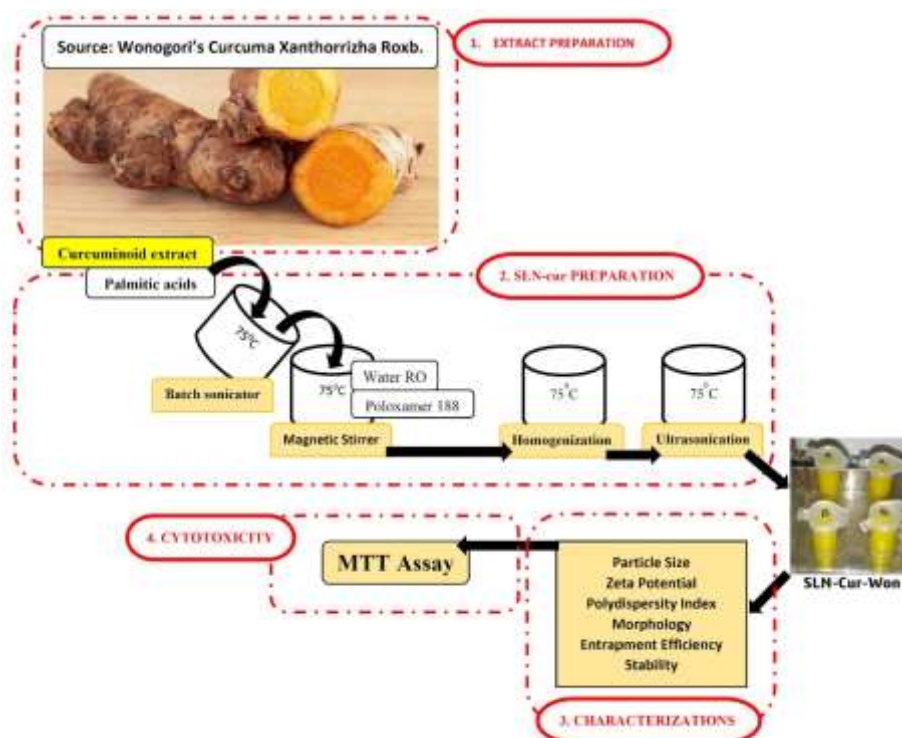 Source: Wonogori's Curcuma Xanthorrizha Roxb.
1. EXTRACT PREPARATION
Curcuminoid extract
Palmitic acids
2. SLN-cur PREPARATION
75°C
Batch sonicator
75°C
Water RO
Poloxamer 188
Magnetic Stirrer
75°C
Homogenization
75°C
Ultrasonication
SLN-Cur-Won
4. CYTOTOXICITY
MTT Assay
Particle Size
Zeta Potential
Polydispersity Index
Morphology
Entrapment Efficiency
Stability
3. CHARACTERIZATIONS